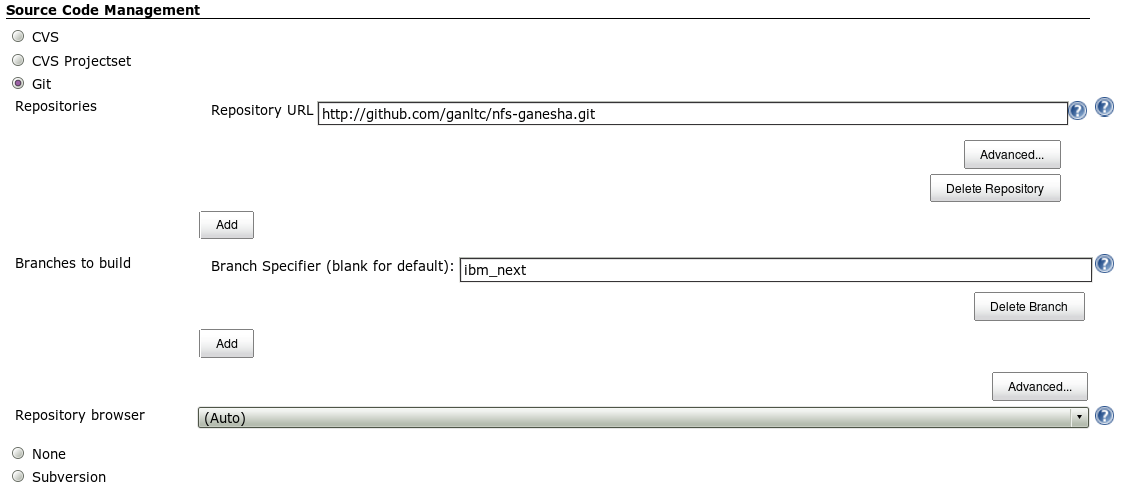 Source Code Management
CVS
CVS Projectset
Git
Repositories Repository URL http://github.com/ganltc/nfs-ganesha.git ? ?
Advanced...
Delete Repository
Add
Branches to build Branch Specifier (blank for default): ibm_next ?
Delete Branch
Add
Advanced...
Repository browser (Auto) ?
None
Subversion